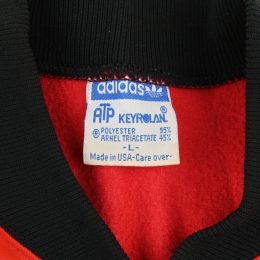 adidas
ATP KEYROLAN
POLYESTER 55%
ARNEL TRIACETATE 45%
- L -
Made in USA-Care over-